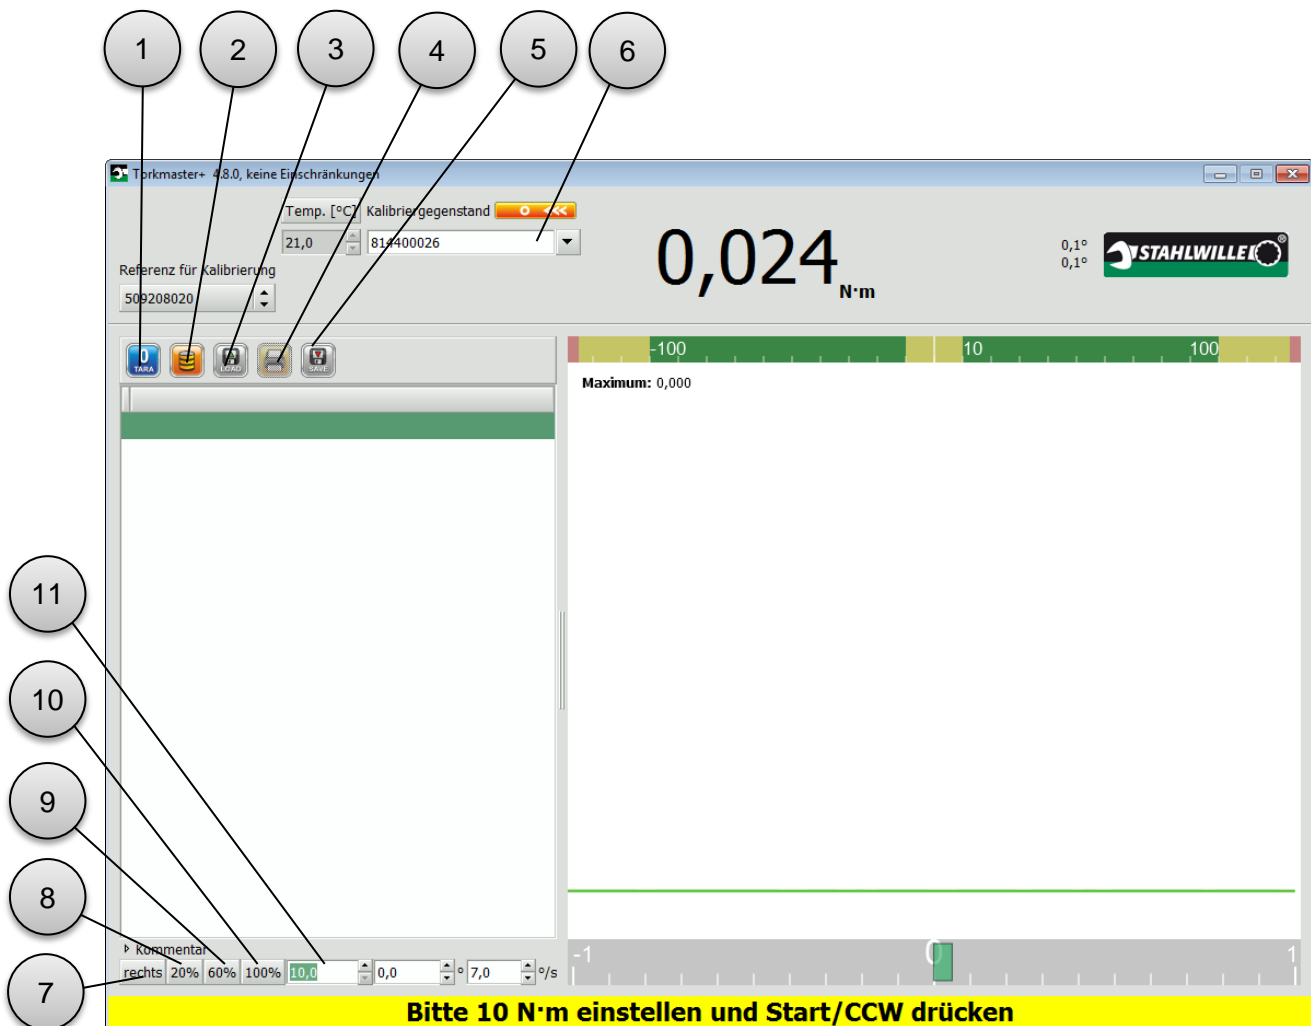 1 2 3 4 5 6
Torkmaster+ 4.8.0, keine Einschränkungen
Temp. [°C] Kalibriergegenstand O <<<
21,0 814400026
0,024 N·m
0,1°
0,1°
STAHLWILLE®
Referenz für Kalibrierung
509208020
0 TARA LOAD SAVE
-100 10 100
Maximum: 0,000
11
10
9
8
7
Kommentar
rechts 20% 60% 100% 10,0 0,0 ° 7,0 °/s
-1 0 1
Bitte 10 N·m einstellen und Start/CCW drücken